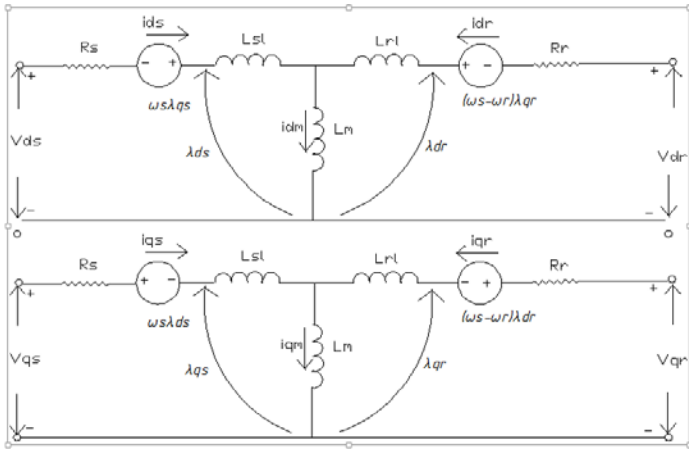 ids
idr
Rs
Lsl
Lrl
Rr
+
- +
+ -
+
ωsλqs
(ωs-ωr)λqr
idm
Lm
Vds
λds
λdr
Vdr
-
-
iqs
iqr
Rs
Lsl
Lrl
Rr
+
+ -
- +
+
ωsλds
(ωs-ωr)λdr
iqm
Lm
Vqs
λqs
λqr
Vqr
-
-